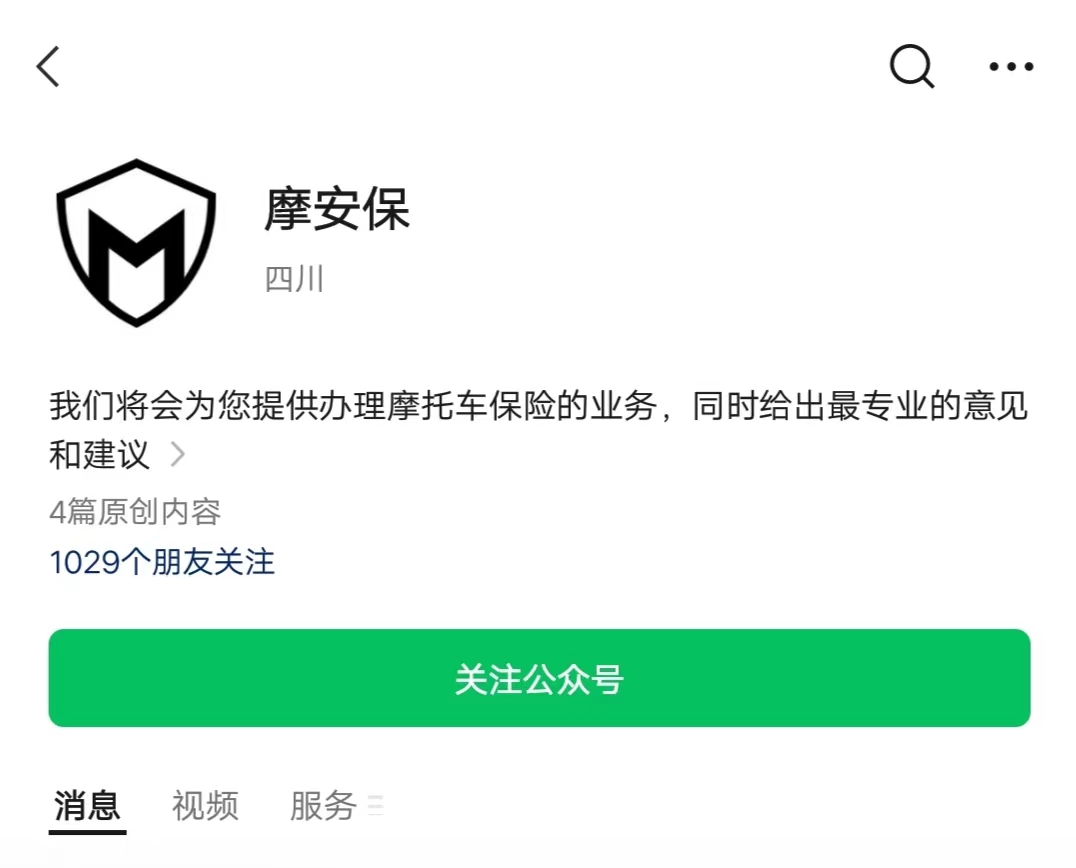 摩安保
四川
我们将会为您提供办理摩托车保险的业务，同时给出最专业的意见
和建议
4篇原创内容
1029个朋友关注
关注公众号
消息 视频 服务